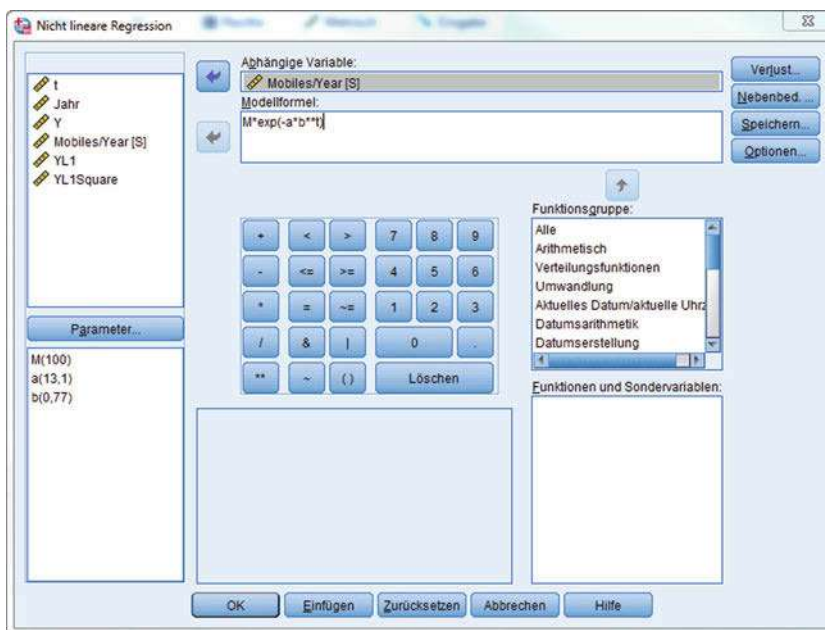 Nicht lineare Regression
Abhängige Variable:
Mobiles/Year [S]
Modellformel:
M*exp(-a*b**t)
t
Jahr
Y
Mobiles/Year [S]
YL1
YL1Square
Verlust...
Nebenbed. ...
Speichern...
Optionen...
Parameter...
M(100)
a(13,1)
b(0,77)
+ < > 7 8 9
- <= >= 4 5 6
* = ~= 1 2 3
/ & | 0 .
** ~ ( ) Löschen
Funktionsgruppe:
Alle
Arithmetisch
Verteilungsfunktionen
Umwandlung
Aktuelles Datum/aktuelle Uhrz
Datumsarithmetik
Datumserstellung
Funktionen und Sondervariablen:
OK Einfügen Zurücksetzen Abbrechen Hilfe